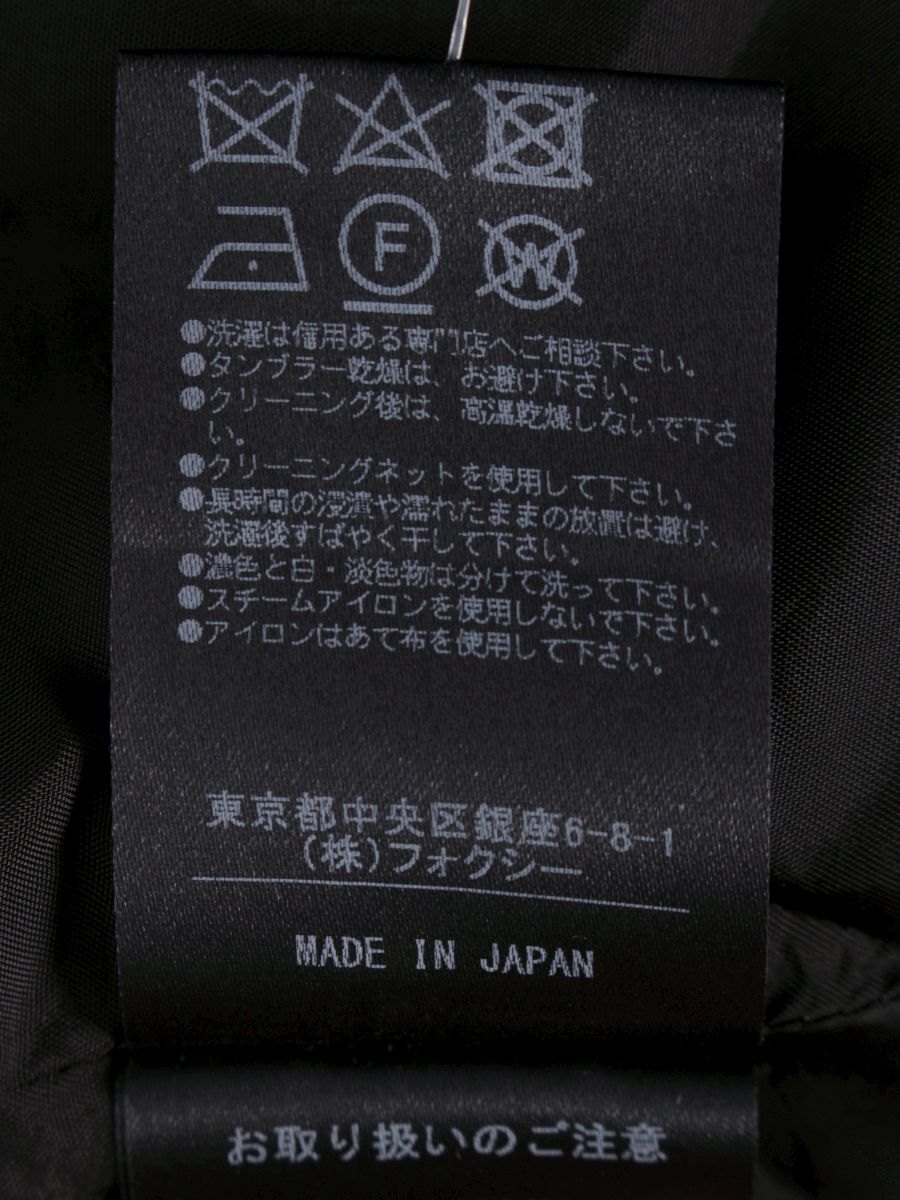 F
W
●洗濯は信用ある専門店へご相談下さい。
●タンブラー乾燥は、お避け下さい。
●クリーニング後は、高温乾燥しないで下さ
い。
●クリーニングネットを使用して下さい。
●長時間の浸漬や濡れたままの放置は避け、
洗濯後すばやく干して下さい。
●濃色と白・淡色物は分けて洗って下さい。
●スチームアイロンを使用しないで下さい。
●アイロンはあて布を使用して下さい。
東京都中央区銀座6-8-1
(株)フォクシー
MADE IN JAPAN
お取り扱いのご注意